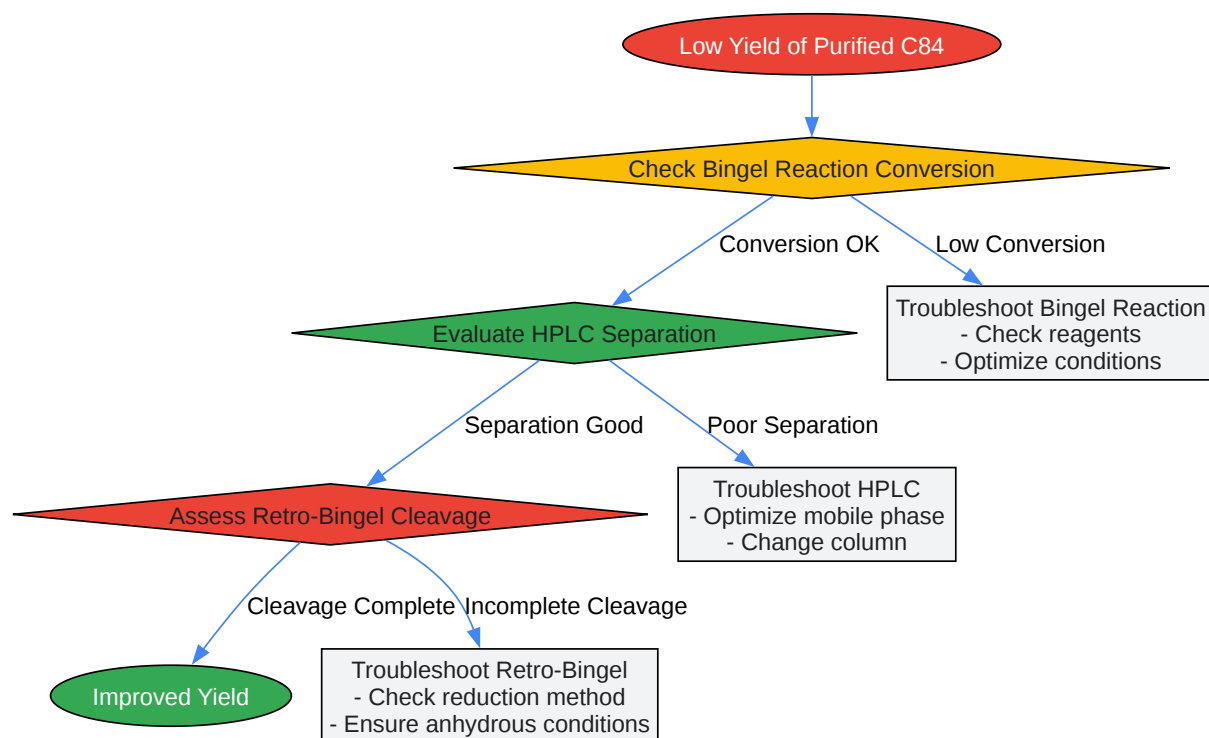 Low Yield of Purified C84
Check Bingel Reaction Conversion
Conversion OK
Low Conversion
Troubleshoot Bingel Reaction
- Check reagents
- Optimize conditions
Evaluate HPLC Separation
Separation Good
Poor Separation
Troubleshoot HPLC
- Optimize mobile phase
- Change column
Assess Retro-Bingel Cleavage
Cleavage Complete
Incomplete Cleavage
Improved Yield
Troubleshoot Retro-Bingel
- Check reduction method
- Ensure anhydrous conditions